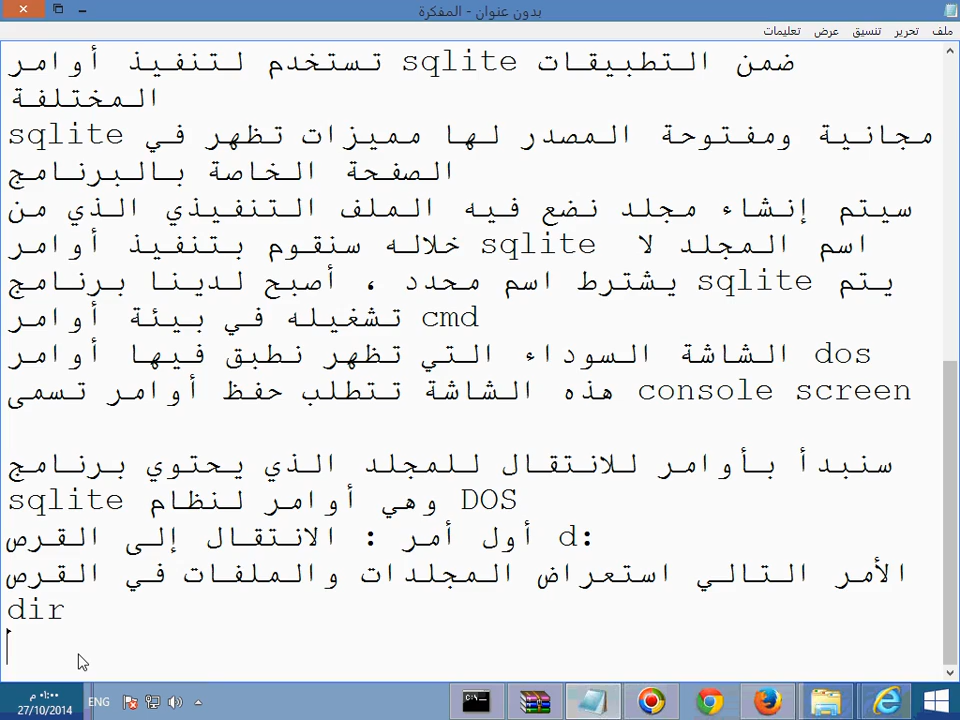 بدون عنوان - المفكرة
ملف تحرير تنسيق عرض تعليمات
ضمن التطبيقات sqlite تستخدم لتنفيذ أوامر
المختلفة
مجانية ومفتوحة المصدر لها مميزات تظهر في sqlite
الصفحة الخاصة بالبرنامج
سيتم إنشاء مجلد نضع فيه الملف التنفيذي الذي من
اسم المجلد لا sqlite خلاله سنقوم بتنفيذ أوامر
يتم sqlite يشترط اسم محدد ، أصبح لدينا برنامج
cmd تشغيله في بيئة أوامر
dos الشاشة السوداء التي تظهر نطبق فيها أوامر
console screen هذه الشاشة تتطلب حفظ أوامر تسمى
سنبدأ بأوامر للانتقال للمجلد الذي يحتوي برنامج
DOS وهي أوامر لنظام sqlite
d: أول أمر : الانتقال إلى القرص
الأمر التالي استعراض المجلدات والملفات في القرص
dir
C:\
ENG
٠١:٠٠ م
27/10/2014